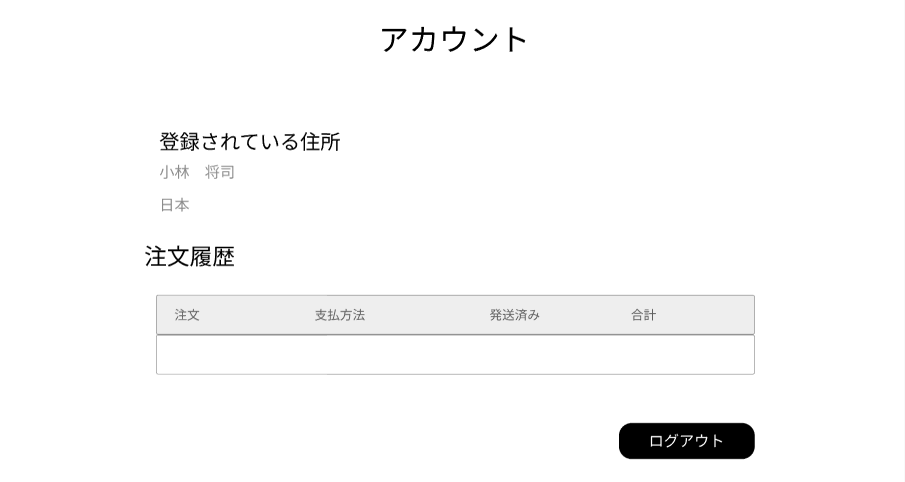 アカウント
登録されている住所
小林　将司
日本
注文履歴
注文 支払方法 発送済み 合計
ログアウト